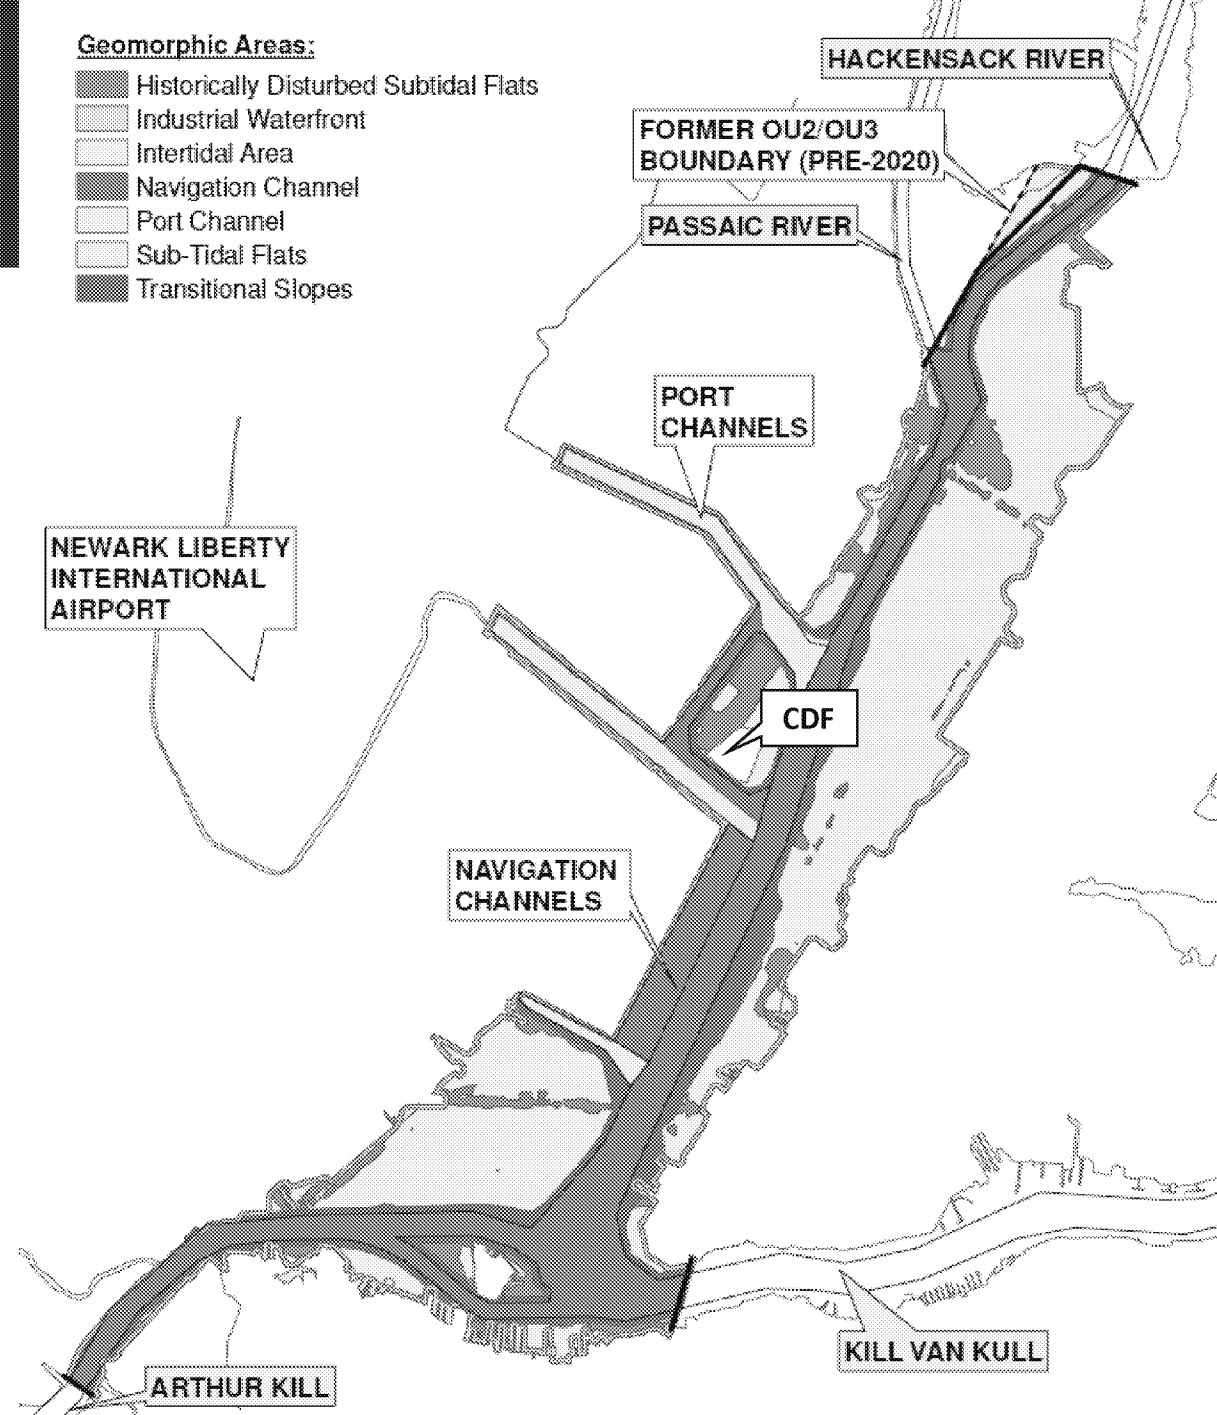 Geomorphic Areas:
Historically Disturbed Subtidal Flats
Industrial Waterfront
Intertidal Area
Navigation Channel
Port Channel
Sub-Tidal Flats
Transitional Slopes
HACKENSACK RIVER
FORMER OU2/OU3
BOUNDARY (PRE-2020)
PASSAIC RIVER
PORT
CHANNELS
NEWARK LIBERTY
INTERNATIONAL
AIRPORT
CDF
NAVIGATION
CHANNELS
KILL VAN KULL
ARTHUR KILL